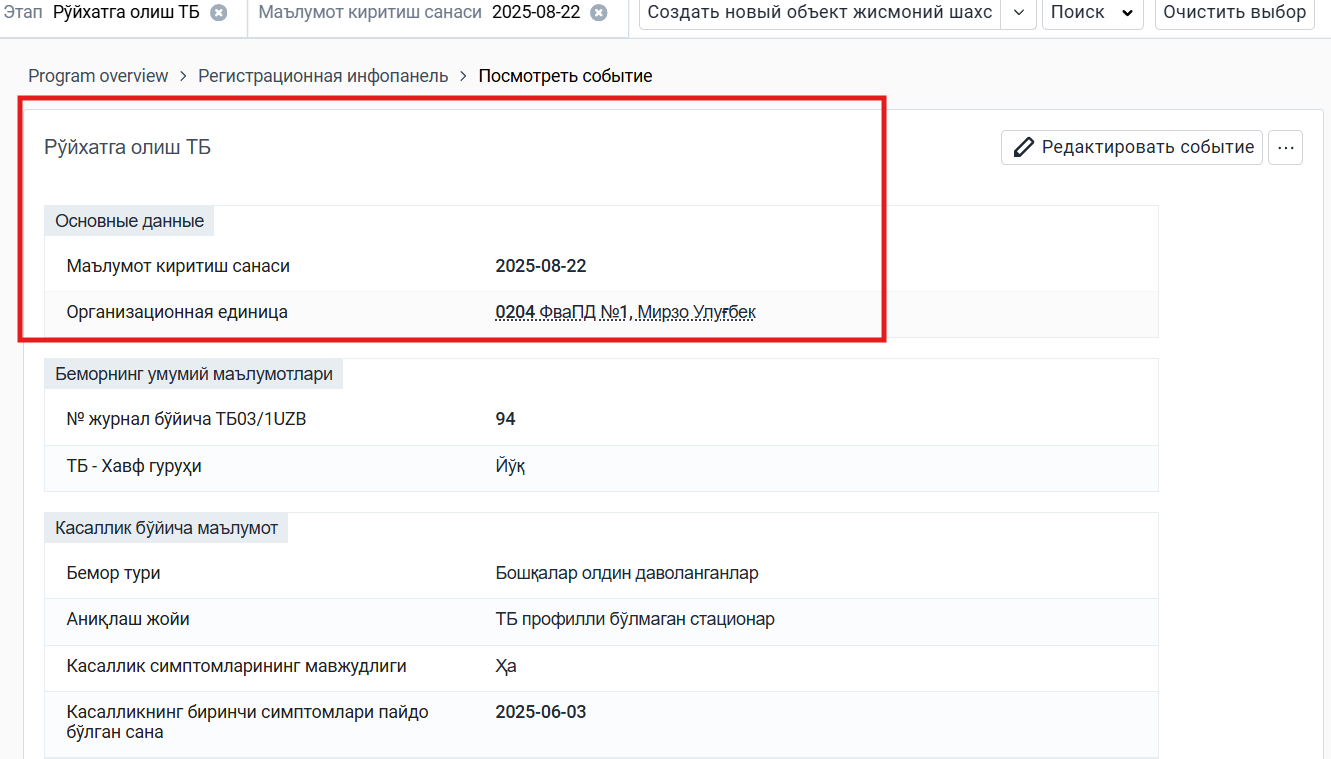 Этап Рўйхатга олиш ТБ Маълумот киритиш санаси 2025-08-22 Создать новый объект жисмоний шахс Поиск Очистить выбор
Program overview > Регистрационная инфопанель > Посмотреть событие
Рўйхатга олиш ТБ Редактировать событие ...
Основные данные
Маълумот киритиш санаси 2025-08-22
Организационная единица 0204 ФваПД №1, Мирзо Улуғбек
Беморнинг умумий маълумотлари
№ журнал бўйича ТБ03/1UZB 94
ТБ - Хавф гуруҳи Йўқ
Касаллик бўйича маълумот
Бемор тури Бошқалар олдин даволанганлар
Аниқлаш жойи ТБ профилли бўлмаган стационар
Касаллик симптомларининг мавжудлиги Ҳа
Касалликнинг биринчи симптомлари пайдо 2025-06-03
бўлган сана